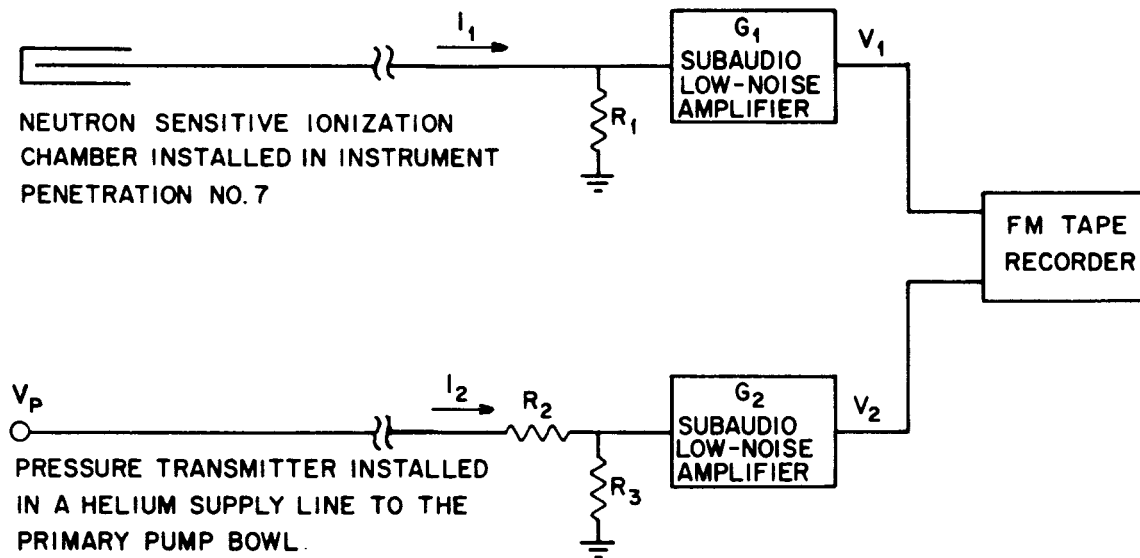 I₁
G₁
SUBAUDIO
LOW-NOISE
AMPLIFIER
V₁
R₁
NEUTRON SENSITIVE IONIZATION
CHAMBER INSTALLED IN INSTRUMENT
PENETRATION NO. 7
FM TAPE
RECORDER
Vₚ
I₂
R₂
G₂
SUBAUDIO
LOW-NOISE
AMPLIFIER
V₂
R₃
PRESSURE TRANSMITTER INSTALLED
IN A HELIUM SUPPLY LINE TO THE
PRIMARY PUMP BOWL.